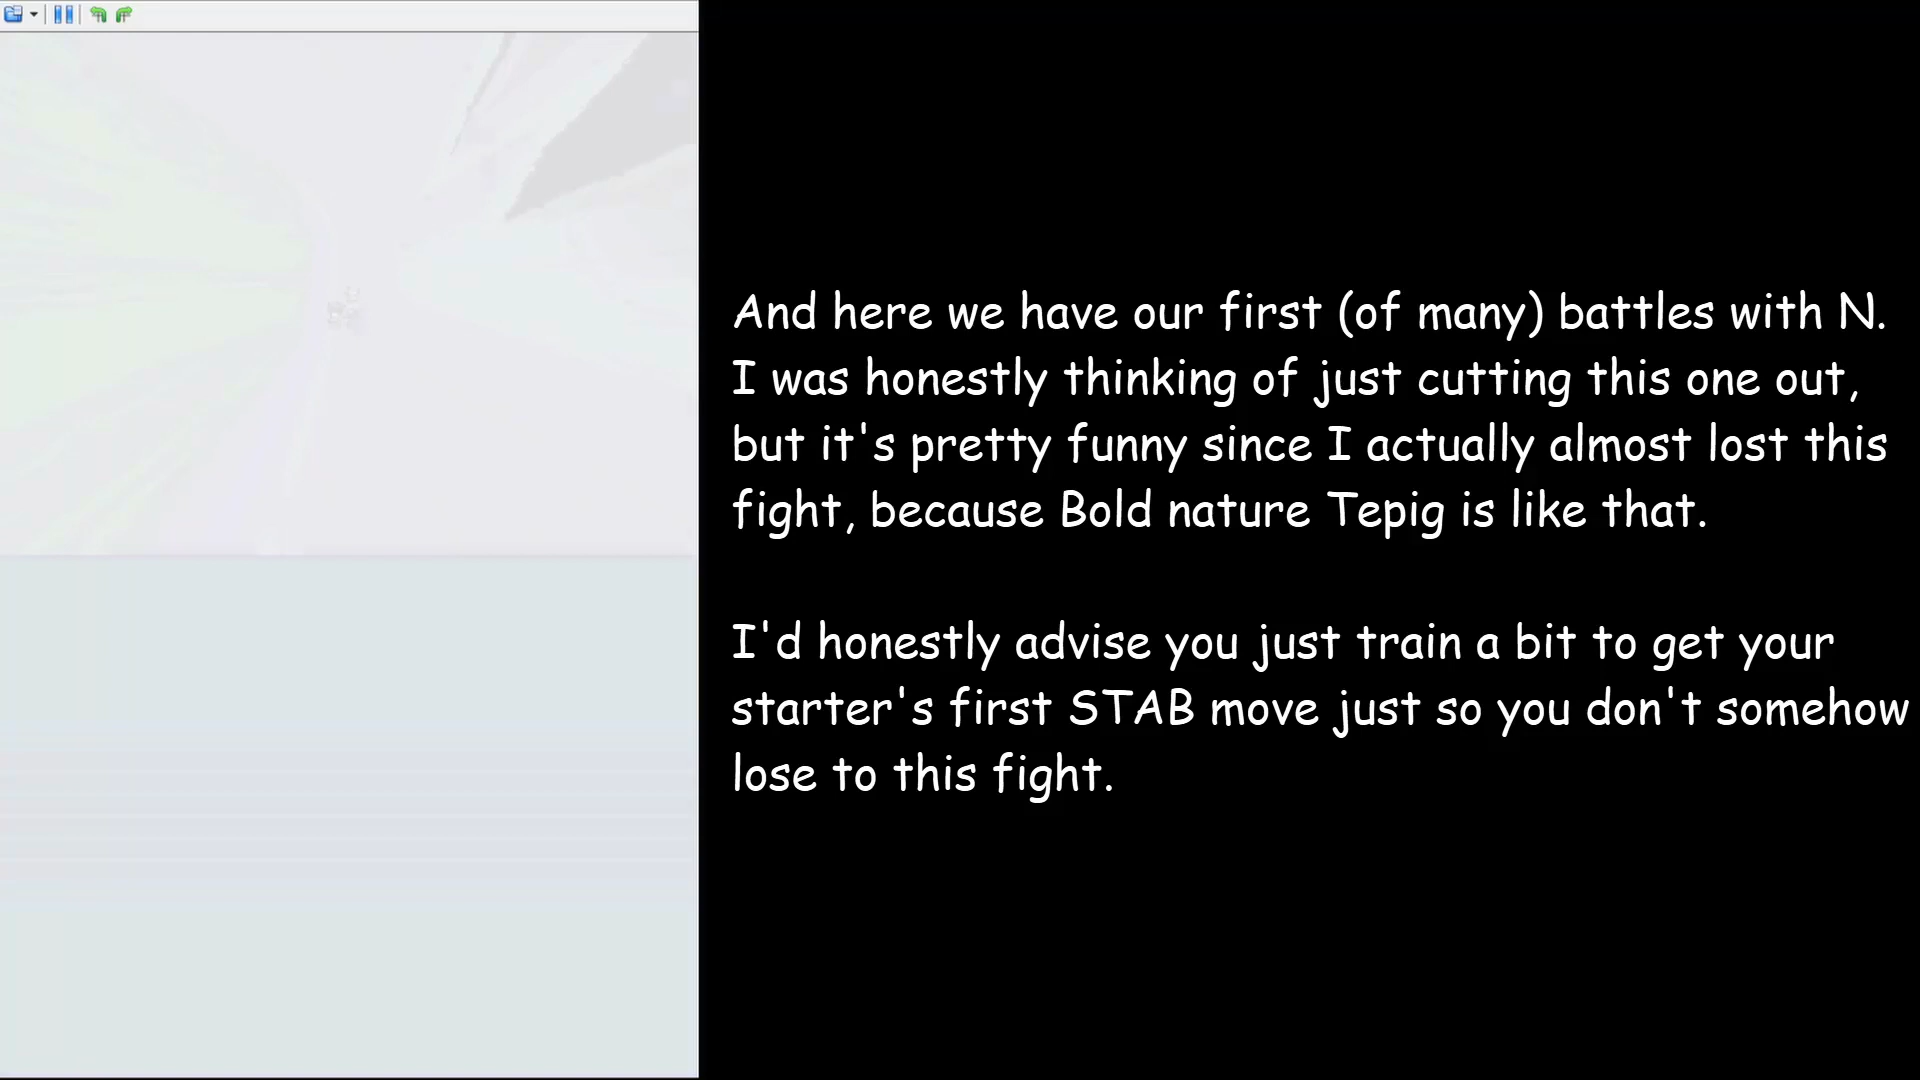 And here we have our first (of many) battles with N.
I was honestly thinking of just cutting this one out,
but it's pretty funny since I actually almost lost this
fight, because Bold nature Tepig is like that.
I'd honestly advise you just train a bit to get your
starter's first STAB move just so you don't somehow
lose to this fight.